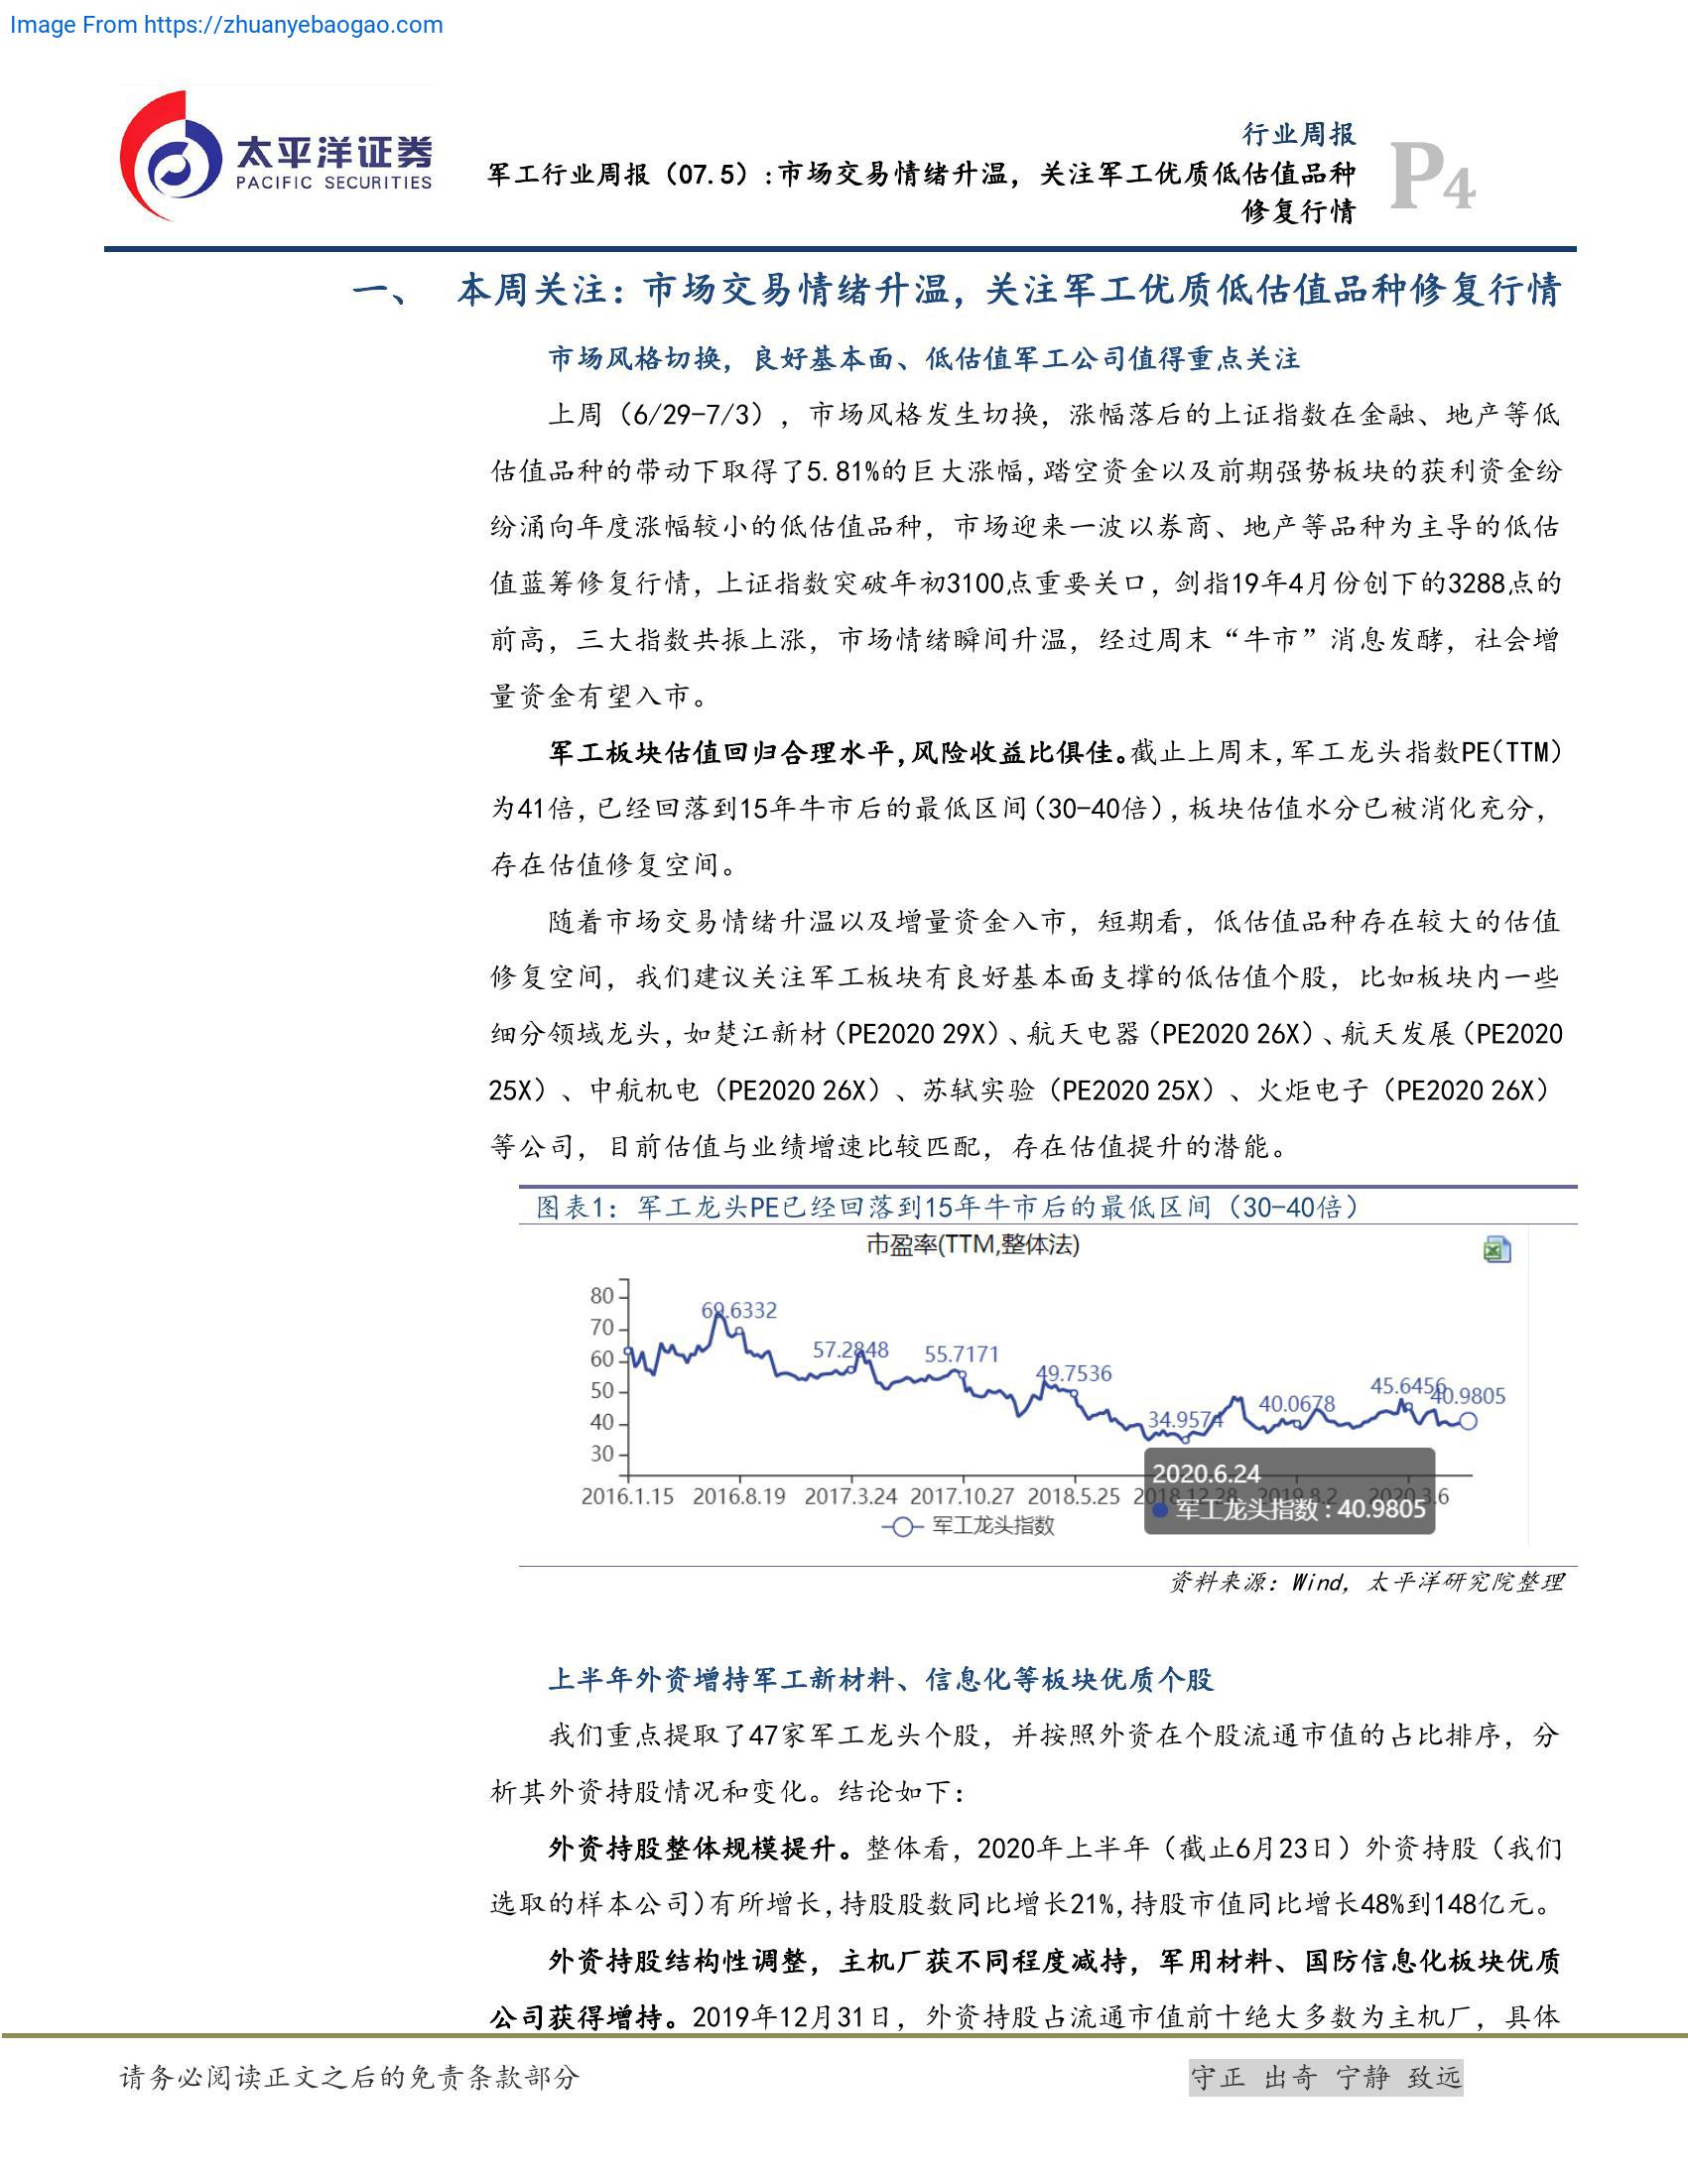 Image From https://zhuanyebaogao.com
太平洋证券
PACIFIC SECURITIES
行业周报
军工行业周报（07.5）:市场交易情绪升温，关注军工优质低估值品种
修复行情
P4
一、 本周关注：市场交易情绪升温，关注军工优质低估值品种修复行情
市场风格切换，良好基本面、低估值军工公司值得重点关注
上周（6/29-7/3），市场风格发生切换，涨幅落后的上证指数在金融、地产等低
估值品种的带动下取得了5.81%的巨大涨幅,踏空资金以及前期强势板块的获利资金纷
纷涌向年度涨幅较小的低估值品种，市场迎来一波以券商、地产等品种为主导的低估
值蓝筹修复行情，上证指数突破年初3100点重要关口，剑指19年4月份创下的3288点的
前高，三大指数共振上涨，市场情绪瞬间升温，经过周末“牛市”消息发酵，社会增
量资金有望入市。
军工板块估值回归合理水平,风险收益比俱佳。截止上周末,军工龙头指数PE(TTM)
为41倍,已经回落到15年牛市后的最低区间(30-40倍),板块估值水分已被消化充分，
存在估值修复空间。
随着市场交易情绪升温以及增量资金入市，短期看，低估值品种存在较大的估值
修复空间，我们建议关注军工板块有良好基本面支撑的低估值个股，比如板块内一些
细分领域龙头,如楚江新材(PE2020 29X)、航天电器(PE2020 26X)、航天发展(PE2020
25X）、中航机电（PE2020 26X）、苏轼实验（PE2020 25X）、火炬电子（PE2020 26X）
等公司，目前估值与业绩增速比较匹配，存在估值提升的潜能。
图表1：军工龙头PE已经回落到15年牛市后的最低区间（30-40倍）
市盈率(TTM,整体法)
80
70
60
50
40
30
69.6332
57.2848
55.7171
49.7536
34.9574
40.0678
45.6456
40.9805
2016.1.15 2016.8.19 2017.3.24 2017.10.27 2018.5.25 2018.12.28 2019.8.2 2020.3.6
2020.6.24
军工龙头指数 : 40.9805
军工龙头指数
资料来源：Wind，太平洋研究院整理
上半年外资增持军工新材料、信息化等板块优质个股
我们重点提取了47家军工龙头个股，并按照外资在个股流通市值的占比排序，分
析其外资持股情况和变化。结论如下：
外资持股整体规模提升。整体看，2020年上半年（截止6月23日）外资持股（我们
选取的样本公司)有所增长,持股股数同比增长21%,持股市值同比增长48%到148亿元。
外资持股结构性调整，主机厂获不同程度减持，军用材料、国防信息化板块优质
公司获得增持。2019年12月31日，外资持股占流通市值前十绝大多数为主机厂，具体
请务必阅读正文之后的免责条款部分
守正 出奇 宁静 致远